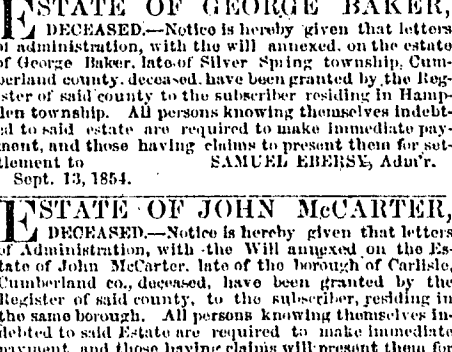 ESTATE OF GEORGE BAKER,
DECEASED.—Notice is hereby given that letters
of administration, with the will annexed, on the estate
of George Baker, late of Silver Spring township, Cum-
berland county, deceased, have been granted by the Reg-
ister of said county to the subscriber residing in Hamp-
den township. All persons knowing themselves indebt-
ed to said estate are required to make immediate pay-
ment, and those having claims to present them for set-
tlement to SAMUEL EBERSY, Adm'r.
Sept. 13, 1854.
ESTATE OF JOHN McCARTER,
DECEASED.—Notice is hereby given that letters
of Administration, with the Will annexed on the Es-
tate of John McCarter, late of the borough of Carlisle,
Cumberland co., deceased, have been granted by the
Register of said county, to the subscriber, residing in
the same borough. All persons knowing themselves in-
debted to said Estate are required to make immediate
payment, and those having claims will present them for